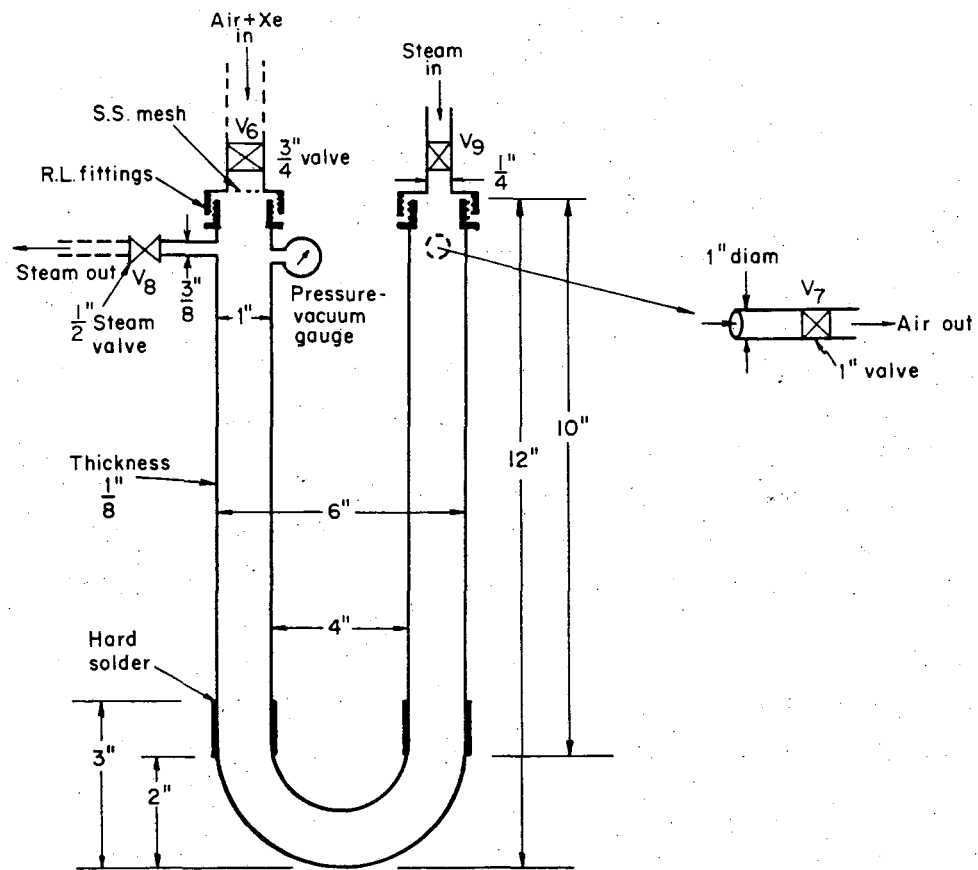 Air+Xe
in
Steam
in
S.S. mesh
V6
3/4" valve
V9
R.L. fittings
1/4"
Steam out
V8
3/8"
1/2" Steam
valve
1"
Pressure-
vacuum
gauge
1" diam
V7
Air out
1" valve
10"
12"
Thickness
1/8"
6"
4"
Hard
solder
3"
2"